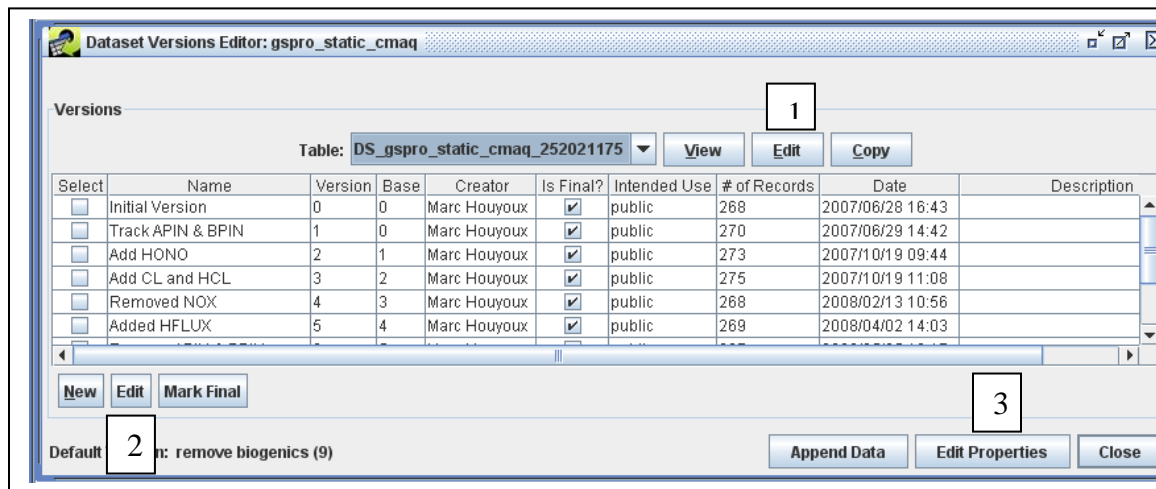 Dataset Versions Editor: gspro_static_cmaq
Versions
1
Table: DS_gspro_static_cmaq_252021175 View Edit Copy
Select Name Version Base Creator Is Final? Intended Use # of Records Date Description
Initial Version 0 0 Marc Houyoux public 268 2007/06/28 16:43
Track APIN & BPIN 1 0 Marc Houyoux public 270 2007/06/29 14:42
Add HONO 2 1 Marc Houyoux public 273 2007/10/19 09:44
Add CL and HCL 3 2 Marc Houyoux public 275 2007/10/19 11:08
Removed NOX 4 3 Marc Houyoux public 268 2008/02/13 10:56
Added HFLUX 5 4 Marc Houyoux public 269 2008/04/02 14:03
New Edit Mark Final
3
2
Default n: remove biogenics (9) Append Data Edit Properties Close